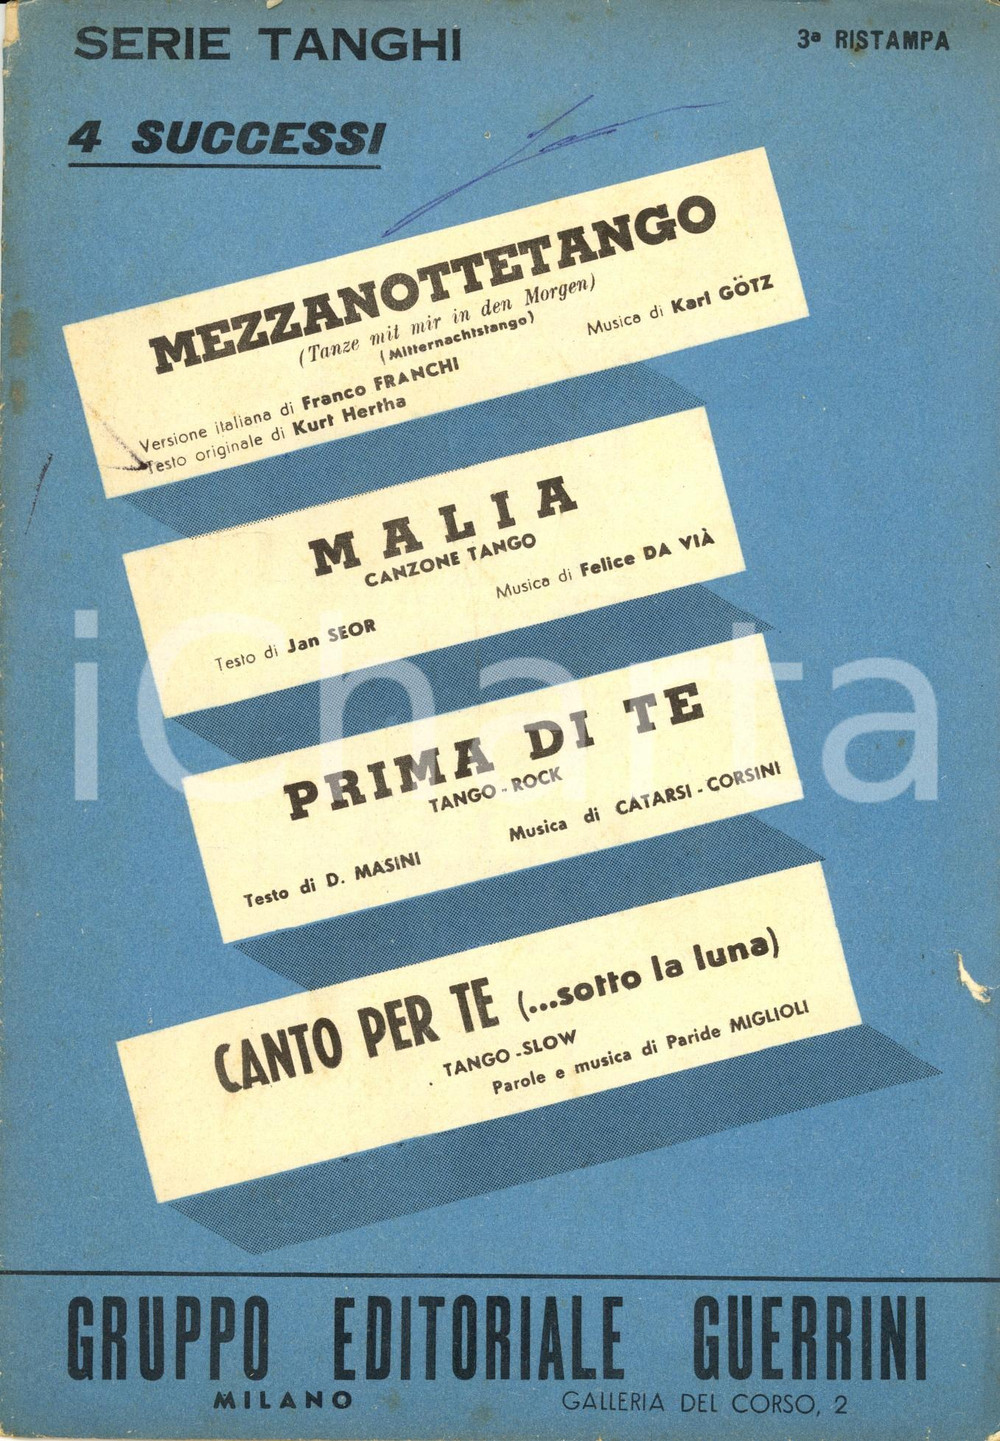 SERIE TANGHI
3ª RISTAMPA
4 SUCCESSI
MEZZANOTTETANGO
(Tanze mit mir in den Morgen)
(Mitternachtstango)
Musica di Karl GÖTZ
Versione italiana di Franco FRANCHI
Testo originale di Kurt Hertha
MALIA
CANZONE TANGO
Musica di Felice DA VIÀ
Testo di Jan SEOR
PRIMA DI TE
TANGO - ROCK
Musica di CATARSI - CORSINI
Testo di D. MASINI
CANTO PER TE (...sotto la luna)
TANGO - SLOW
Parole e musica di Paride MIGLIOLI
iCharta
GRUPPO EDITORIALE GUERRINI
MILANO
GALLERIA DEL CORSO, 2